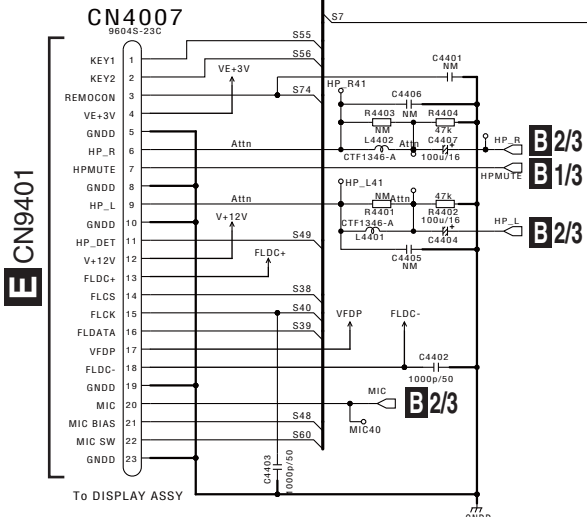 CN4007
9604S-23C
S7
E CN9401
KEY1 1 S55
KEY2 2 S56
REMOCON 3 VE+3V S74
VE+3V 4
GNDD 5
HP_R 6 Attn
HPMUTE 7
GNDD 8
HP_L 9 Attn
GNDD 10 V+12V
HP_DET 11 S49
V+12V 12 FLDC+
FLDC+ 13
FLCS 14 S38
FLCK 15 S40
FLDATA 16 S39
VFDP 17
FLDC- 18
GNDD 19
MIC 20
MIC BIAS 21 S48
MIC SW 22 S60
GNDD 23
To DISPLAY ASSY
C4403
1000p/50
C4401
NM
HP_R41
C4406
NM
R4403
NM
R4404
47k
L4402
CTF1346-A
C4407
100u/16
+
HP_R
B 2/3
HPMUTE
B 1/3
HP_L41
Attn
NM
R4401
47k
R4402
CTF1346-A
L4401
100u/16
+
C4404
HP_L
B 2/3
C4405
NM
VFDP
FLDC-
C4402
1000p/50
MIC
B 2/3
MIC40
GNDD